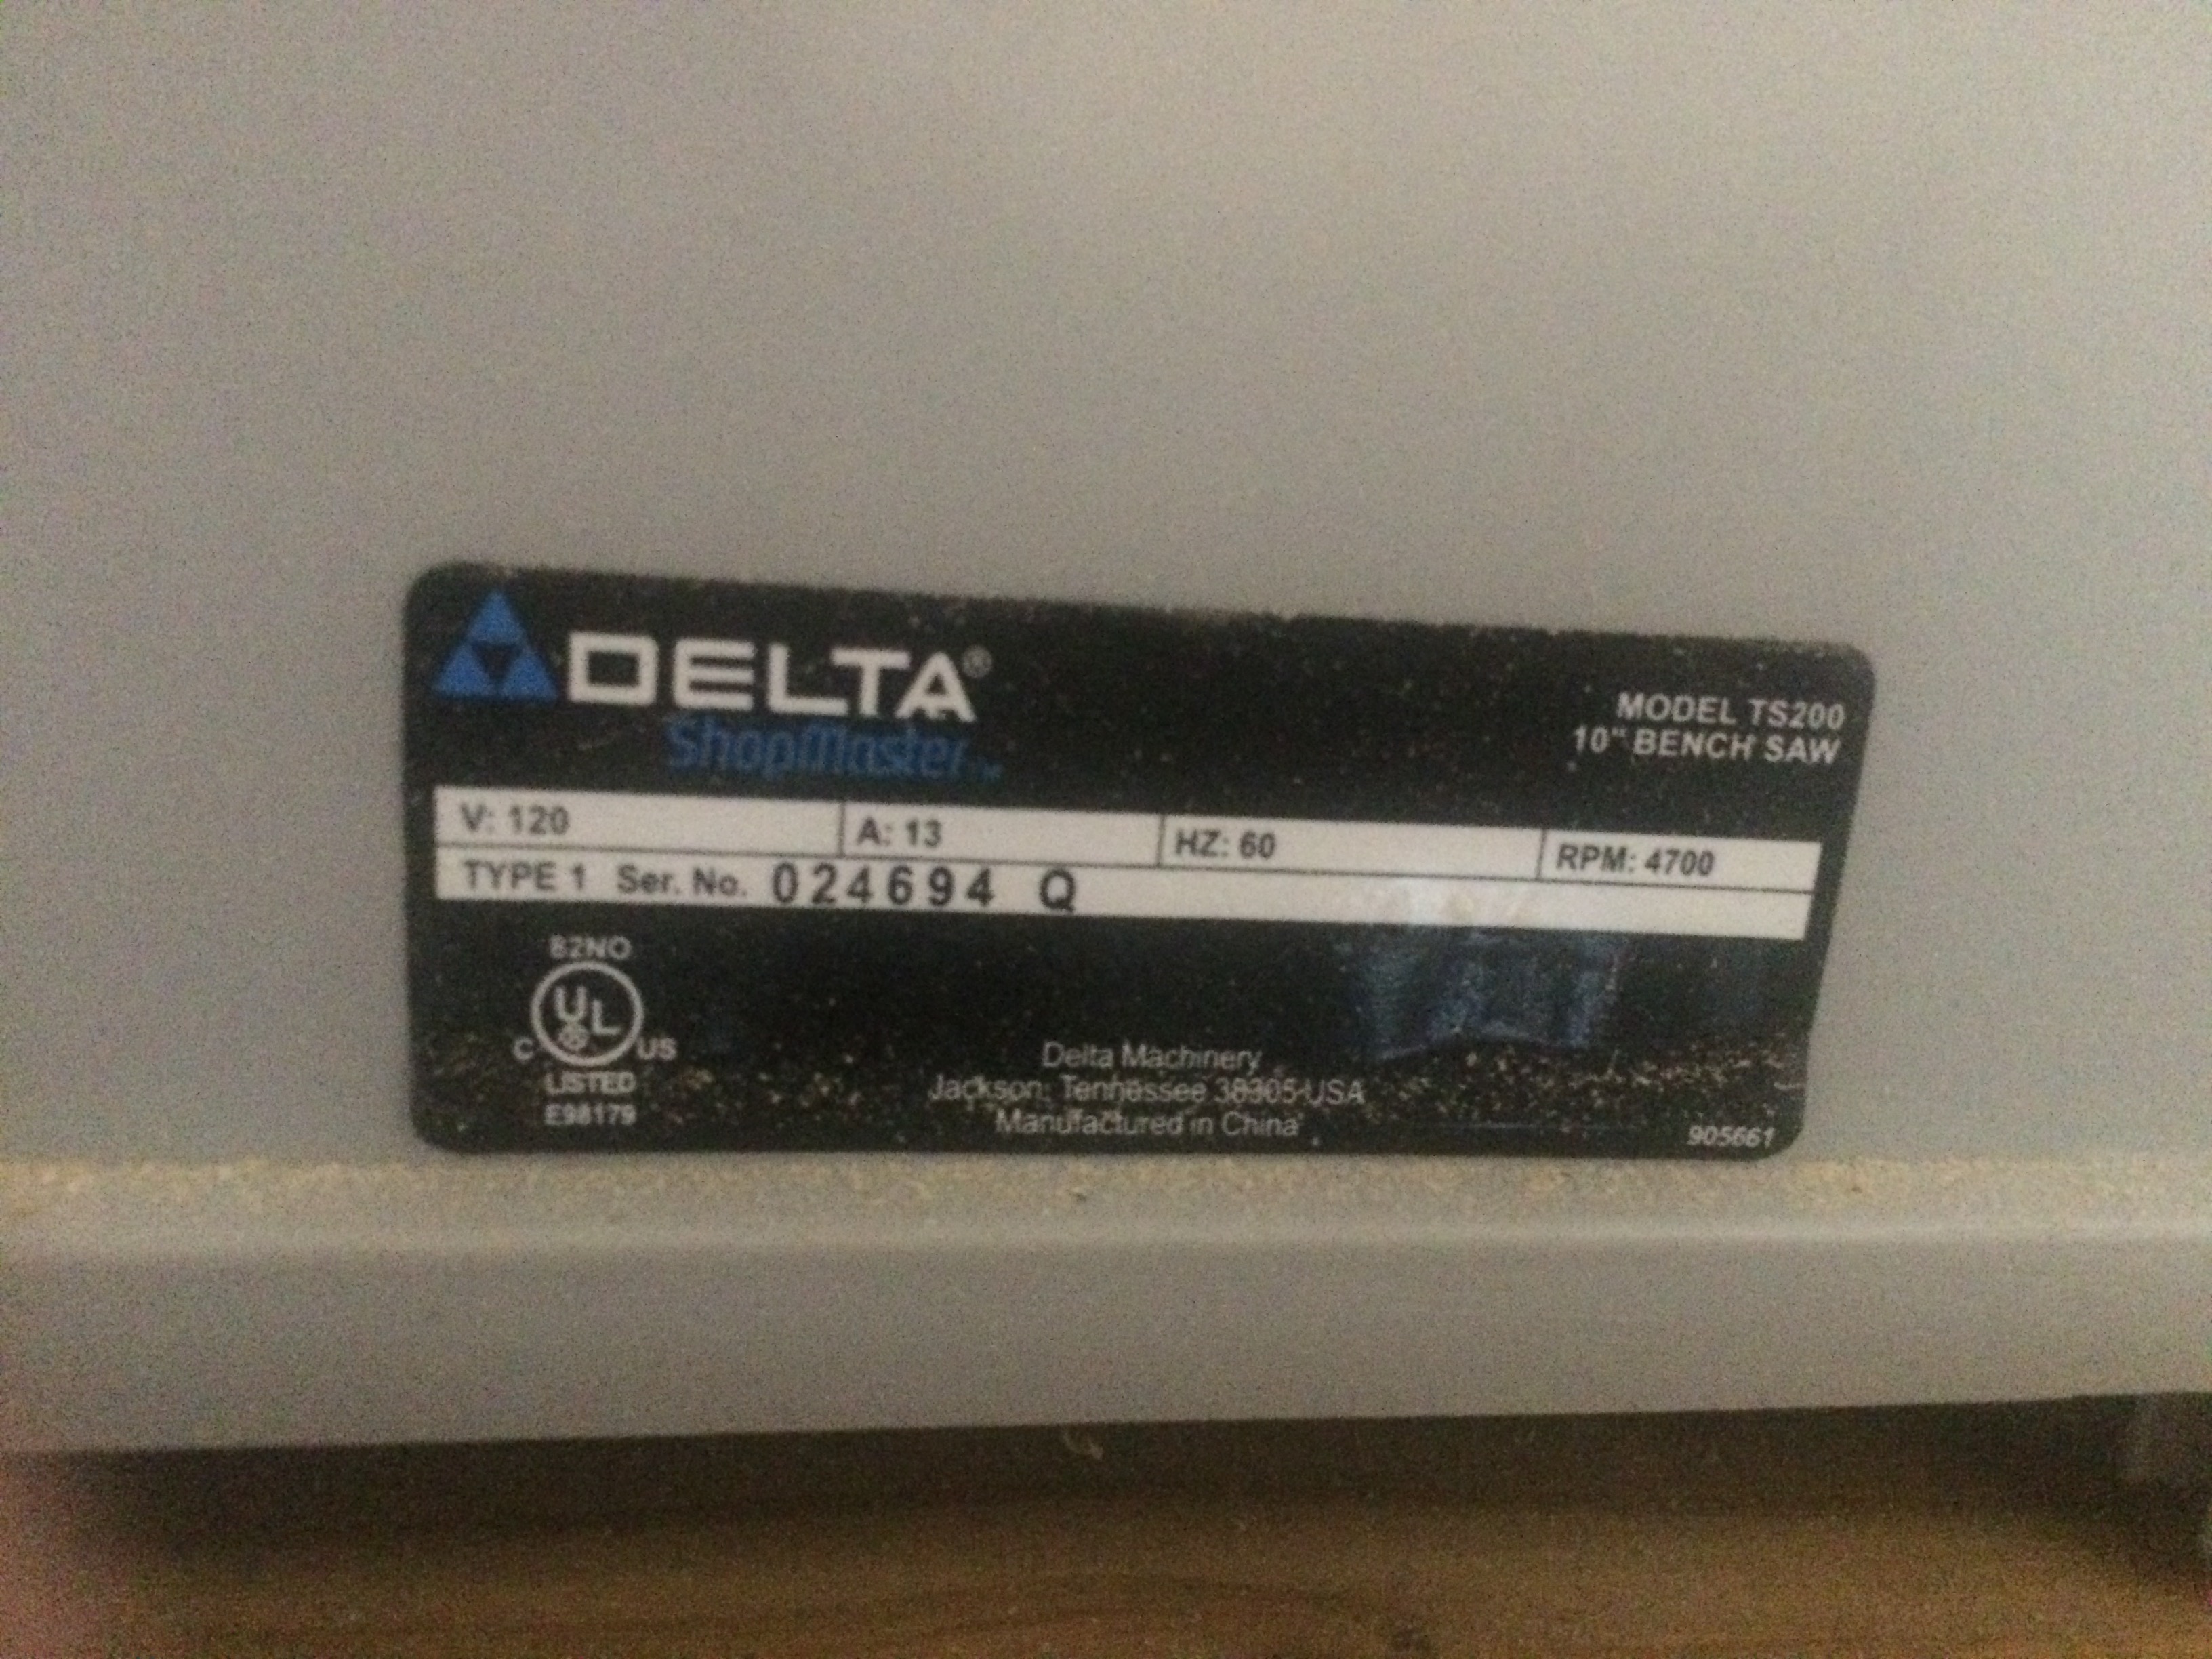 DELTA®
ShopMaster™
MODEL TS200
10" BENCH SAW
V: 120 A: 13 HZ: 60 RPM: 4700
TYPE 1 Ser. No. 024694 Q
82NO
UL
C US
LISTED
E98179
Delta Machinery
Jackson, Tennessee 38305 USA
Manufactured in China
905661